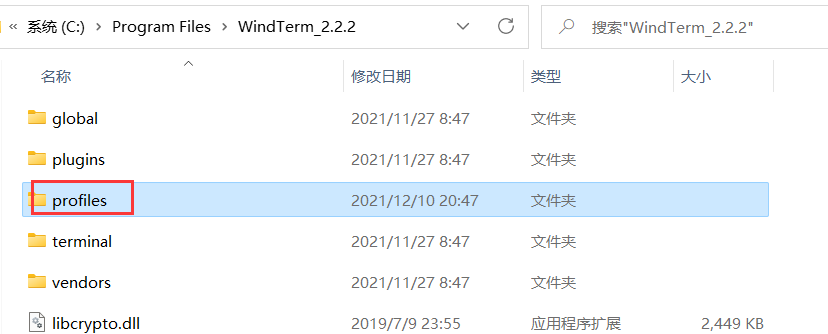 « 系统 (C:) › Program Files › WindTerm_2.2.2 搜索"WindTerm_2.2.2"
名称 修改日期 类型 大小
global 2021/11/27 8:47 文件夹
plugins 2021/11/27 8:47 文件夹
profiles 2021/12/10 20:47 文件夹
terminal 2021/11/27 8:47 文件夹
vendors 2021/11/27 8:47 文件夹
libcrypto.dll 2019/7/9 23:55 应用程序扩展 2,449 KB